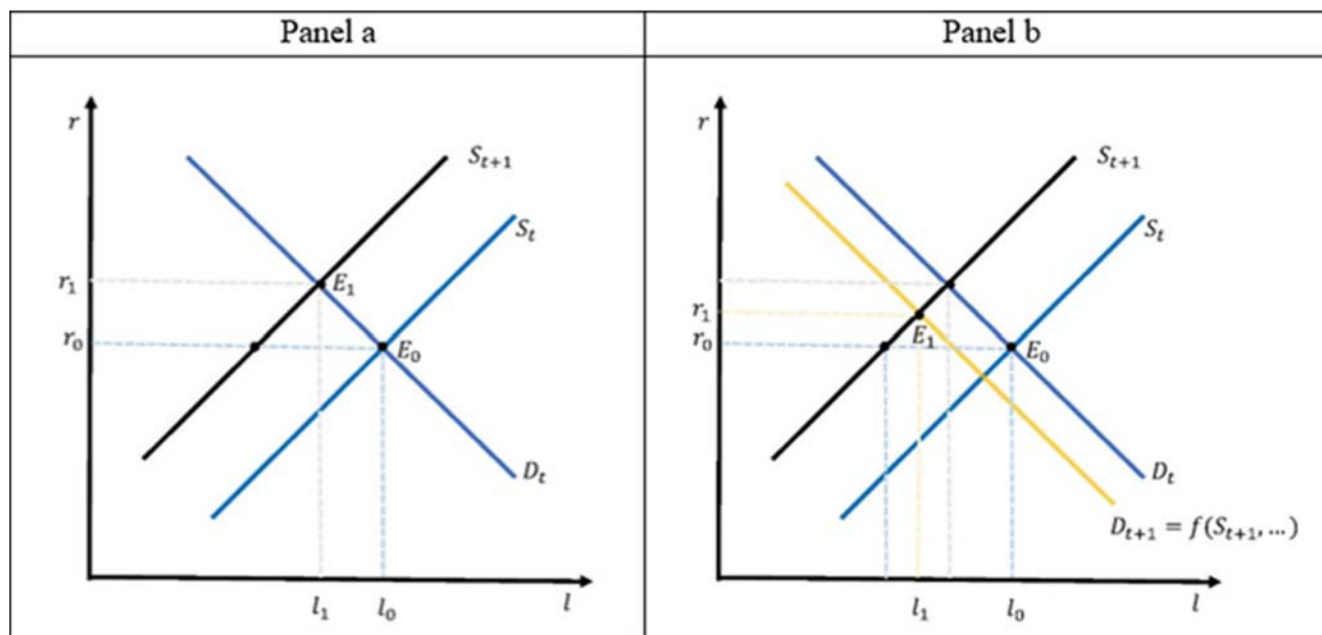 Panel a
r
S_{t+1}
S_t
r_1
E_1
r_0
E_0
D_t
l_1
l_0
l
Panel b
r
S_{t+1}
S_t
r_1
r_0
E_1
E_0
D_t
D_{t+1} = f(S_{t+1}, ...)
l_1
l_0
l